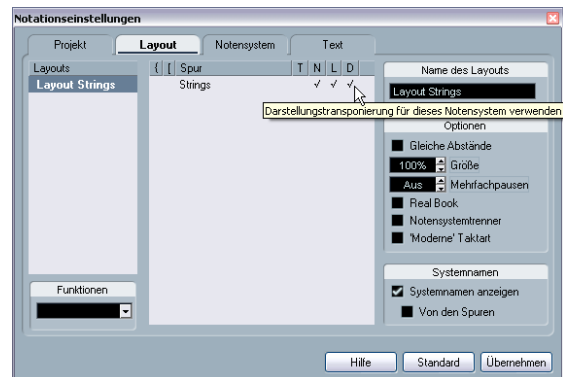 Notationseinstellungen
Projekt Layout Notensystem Text
Layouts
Layout Strings
Funktionen
{ [ Spur T N L D
Strings √ √ √
Darstellungstransponierung für dieses Notensystem verwenden
Name des Layouts
Layout Strings
Optionen
Gleiche Abstände
100% Größe
Aus Mehrfachpausen
Real Book
Notensystemtrenner
'Moderne' Taktart
Systemnamen
Systemnamen anzeigen
Von den Spuren
Hilfe Standard Übernehmen